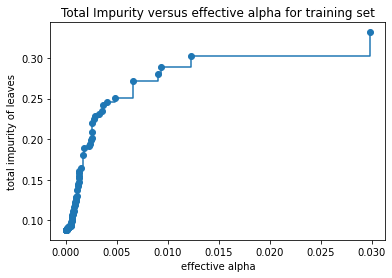 Total Impurity versus effective alpha for training set
total impurity of leaves
0.30
0.25
0.20
0.15
0.10
0.000 0.005 0.010 0.015 0.020 0.025 0.030
effective alpha